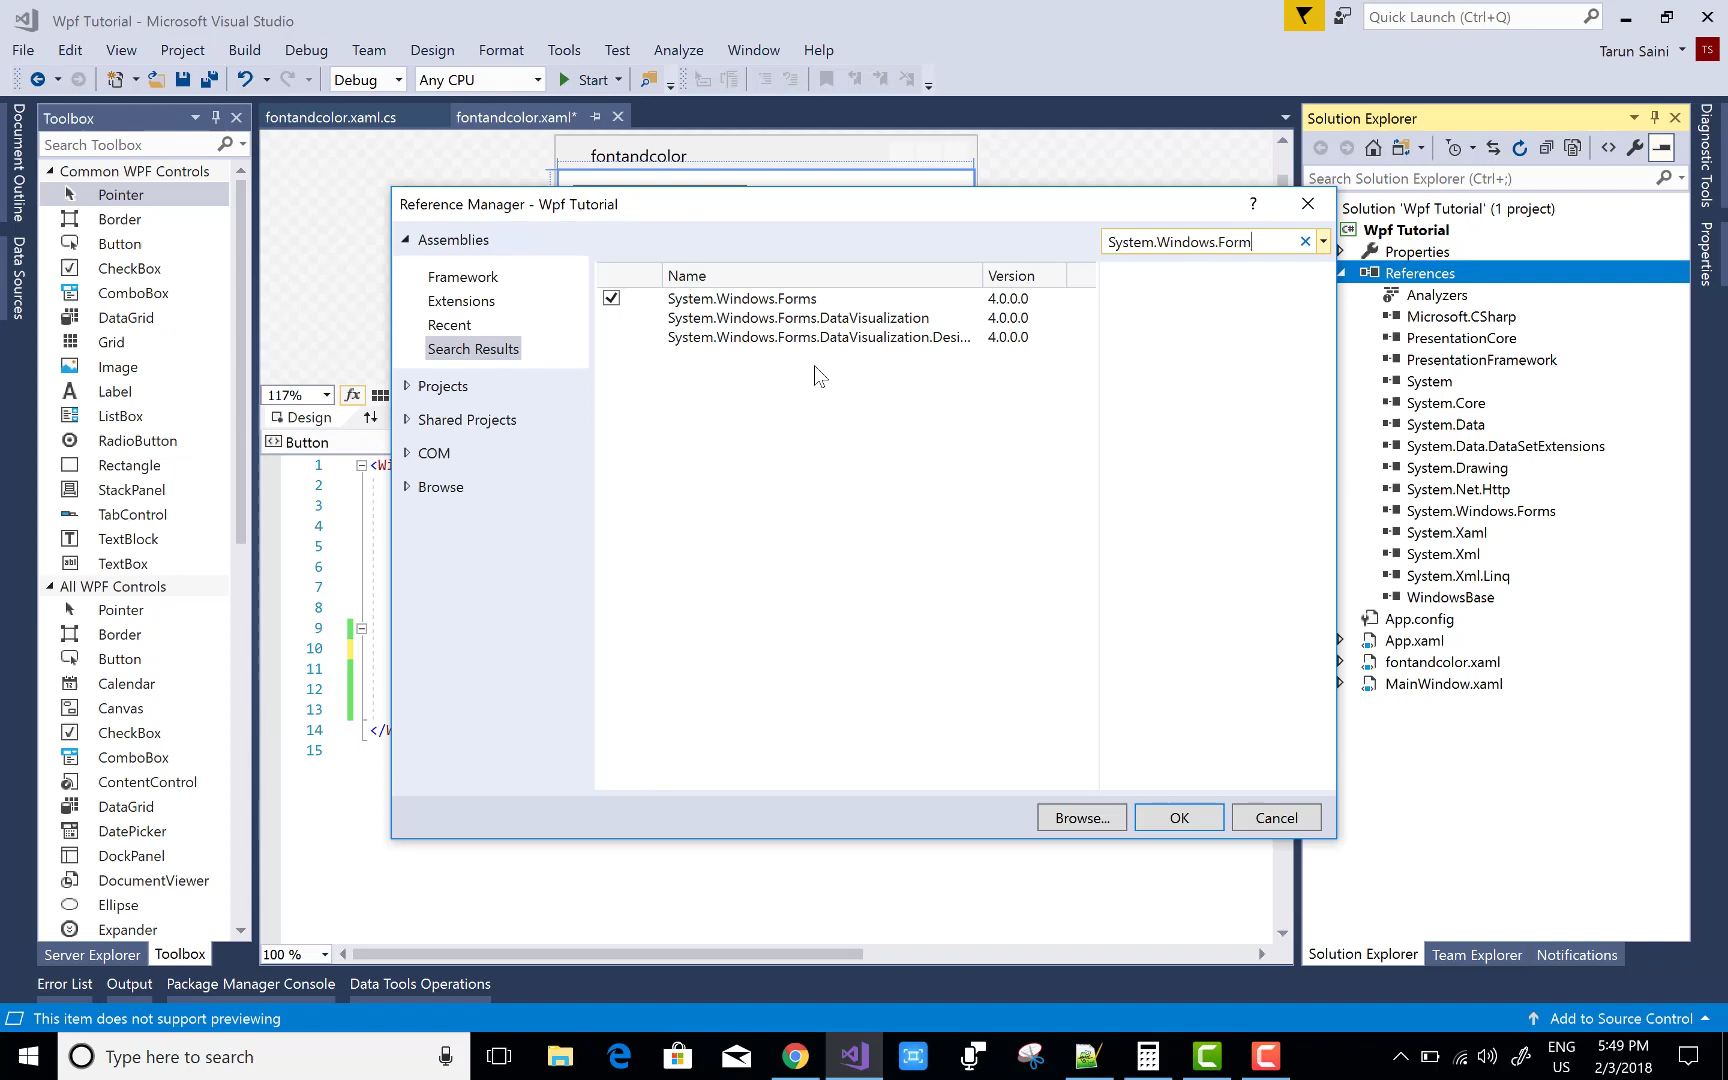 Wpf Tutorial - Microsoft Visual Studio
Quick Launch (Ctrl+Q)
File Edit View Project Build Debug Team Design Format Tools Test Analyze Window Help
Tarun Saini TS
Debug Any CPU Start
Document Outline
Data Sources
Toolbox
Search Toolbox
Common WPF Controls
Pointer
Border
Button
CheckBox
ComboBox
DataGrid
Grid
Image
Label
ListBox
RadioButton
Rectangle
StackPanel
TabControl
TextBlock
TextBox
All WPF Controls
Pointer
Border
Button
Calendar
Canvas
CheckBox
ComboBox
ContentControl
DataGrid
DatePicker
DockPanel
DocumentViewer
Ellipse
Expander
Server Explorer Toolbox
fontandcolor.xaml.cs fontandcolor.xaml*
fontandcolor
117% fx
Design
Button
1 <Wi
2
3
4
5
6
7
8
9
10
11
12
13
14 </W
15
100 %
Reference Manager - Wpf Tutorial
?
Assemblies
System.Windows.Form
Framework
Extensions
Recent
Search Results
Projects
Shared Projects
COM
Browse
Name Version
System.Windows.Forms 4.0.0.0
System.Windows.Forms.DataVisualization 4.0.0.0
System.Windows.Forms.DataVisualization.Desi... 4.0.0.0
Browse... OK Cancel
Solution Explorer
Search Solution Explorer (Ctrl+;)
Solution 'Wpf Tutorial' (1 project)
C# Wpf Tutorial
Properties
References
Analyzers
Microsoft.CSharp
PresentationCore
PresentationFramework
System
System.Core
System.Data
System.Data.DataSetExtensions
System.Drawing
System.Net.Http
System.Windows.Forms
System.Xaml
System.Xml
System.Xml.Linq
WindowsBase
App.config
App.xaml
fontandcolor.xaml
MainWindow.xaml
Solution Explorer Team Explorer Notifications
Diagnostic Tools
Properties
Error List Output Package Manager Console Data Tools Operations
This item does not support previewing
Add to Source Control
Type here to search
ENG
US
5:49 PM
2/3/2018